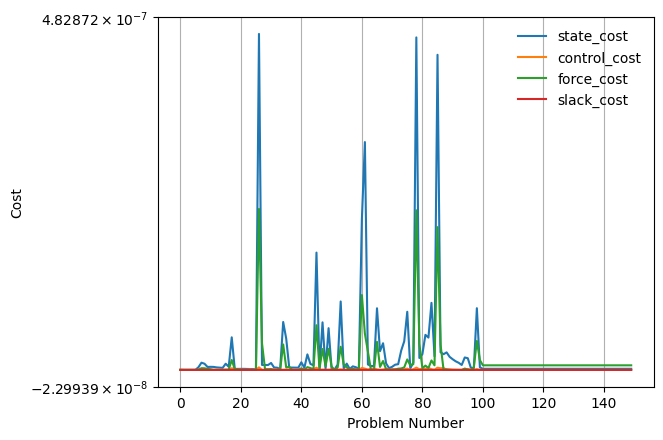 4.82872 × 10⁻⁷
state_cost
control_cost
force_cost
slack_cost
Cost
−2.29939 × 10⁻⁸
0 20 40 60 80 100 120 140
Problem Number